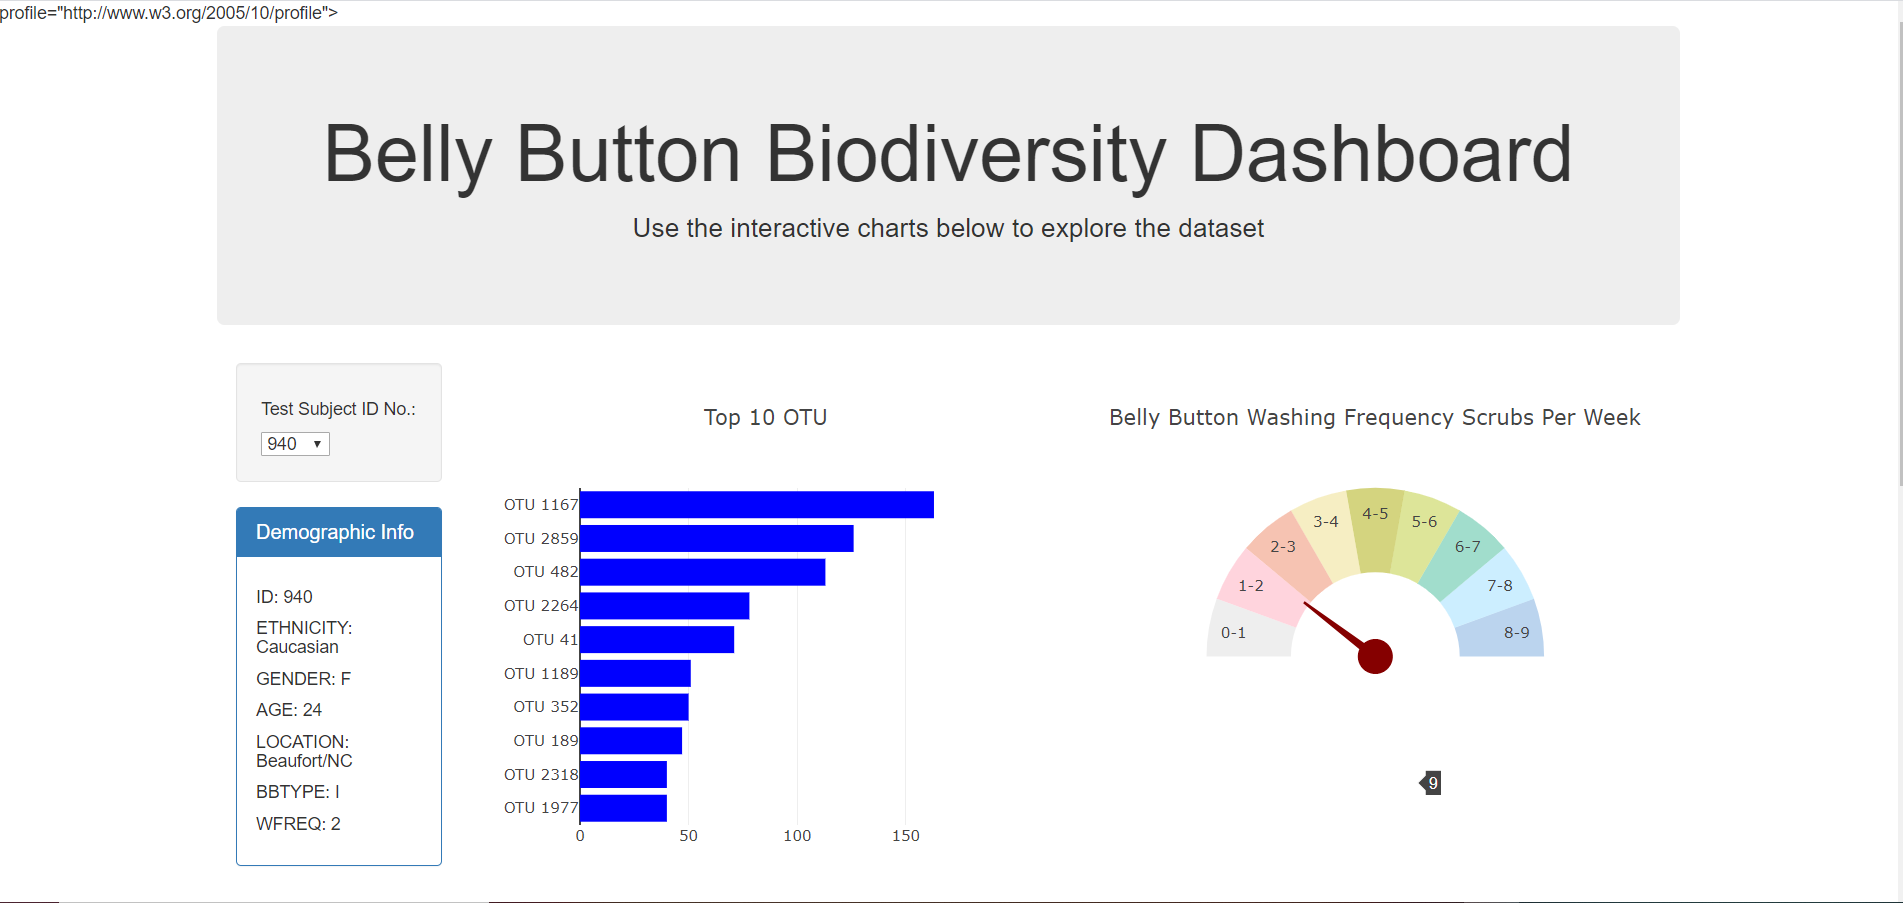 profile="http://www.w3.org/2005/10/profile">
Belly Button Biodiversity Dashboard
Use the interactive charts below to explore the dataset
Test Subject ID No.:
940
Demographic Info
ID: 940
ETHNICITY:
Caucasian
GENDER: F
AGE: 24
LOCATION:
Beaufort/NC
BBTYPE: I
WFREQ: 2
Top 10 OTU
OTU 1167
OTU 2859
OTU 482
OTU 2264
OTU 41
OTU 1189
OTU 352
OTU 189
OTU 2318
OTU 1977
0 50 100 150
Belly Button Washing Frequency Scrubs Per Week
0-1
1-2
2-3
3-4
4-5
5-6
6-7
7-8
8-9
9